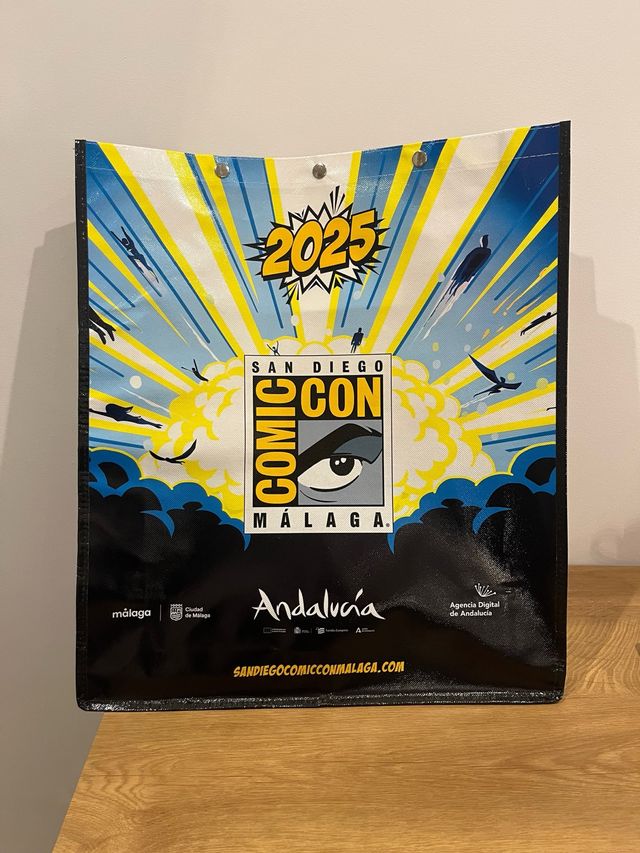 2025
SAN DIEGO
COMIC
CON
MÁLAGA®
málaga
Ciudad
de Málaga
Andalucía
Agencia Digital
de Andalucía
SANDIEGOCOMICCONMALAGA.COM